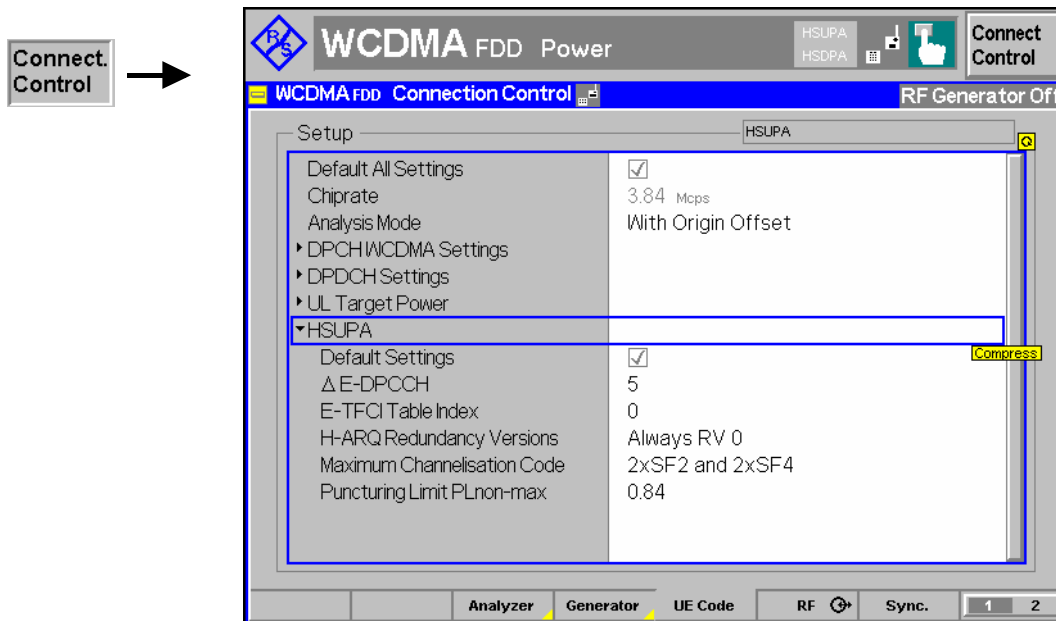 Connect.
Control
R&S
WCDMA FDD Power
HSUPA
HSDPA
Connect
Control
WCDMA FDD Connection Control
RF Generator Off
Setup
HSUPA
Default All Settings
Chiprate 3.84 Mcps
Analysis Mode With Origin Offset
DPCH WCDMA Settings
DPDCH Settings
UL Target Power
HSUPA
Compress
Default Settings
Δ E-DPCCH 5
E-TFCI Table Index 0
H-ARQ Redundancy Versions Always RV 0
Maximum Channelisation Code 2xSF2 and 2xSF4
Puncturing Limit PLnon-max 0.84
Analyzer Generator UE Code RF Sync. 1 2